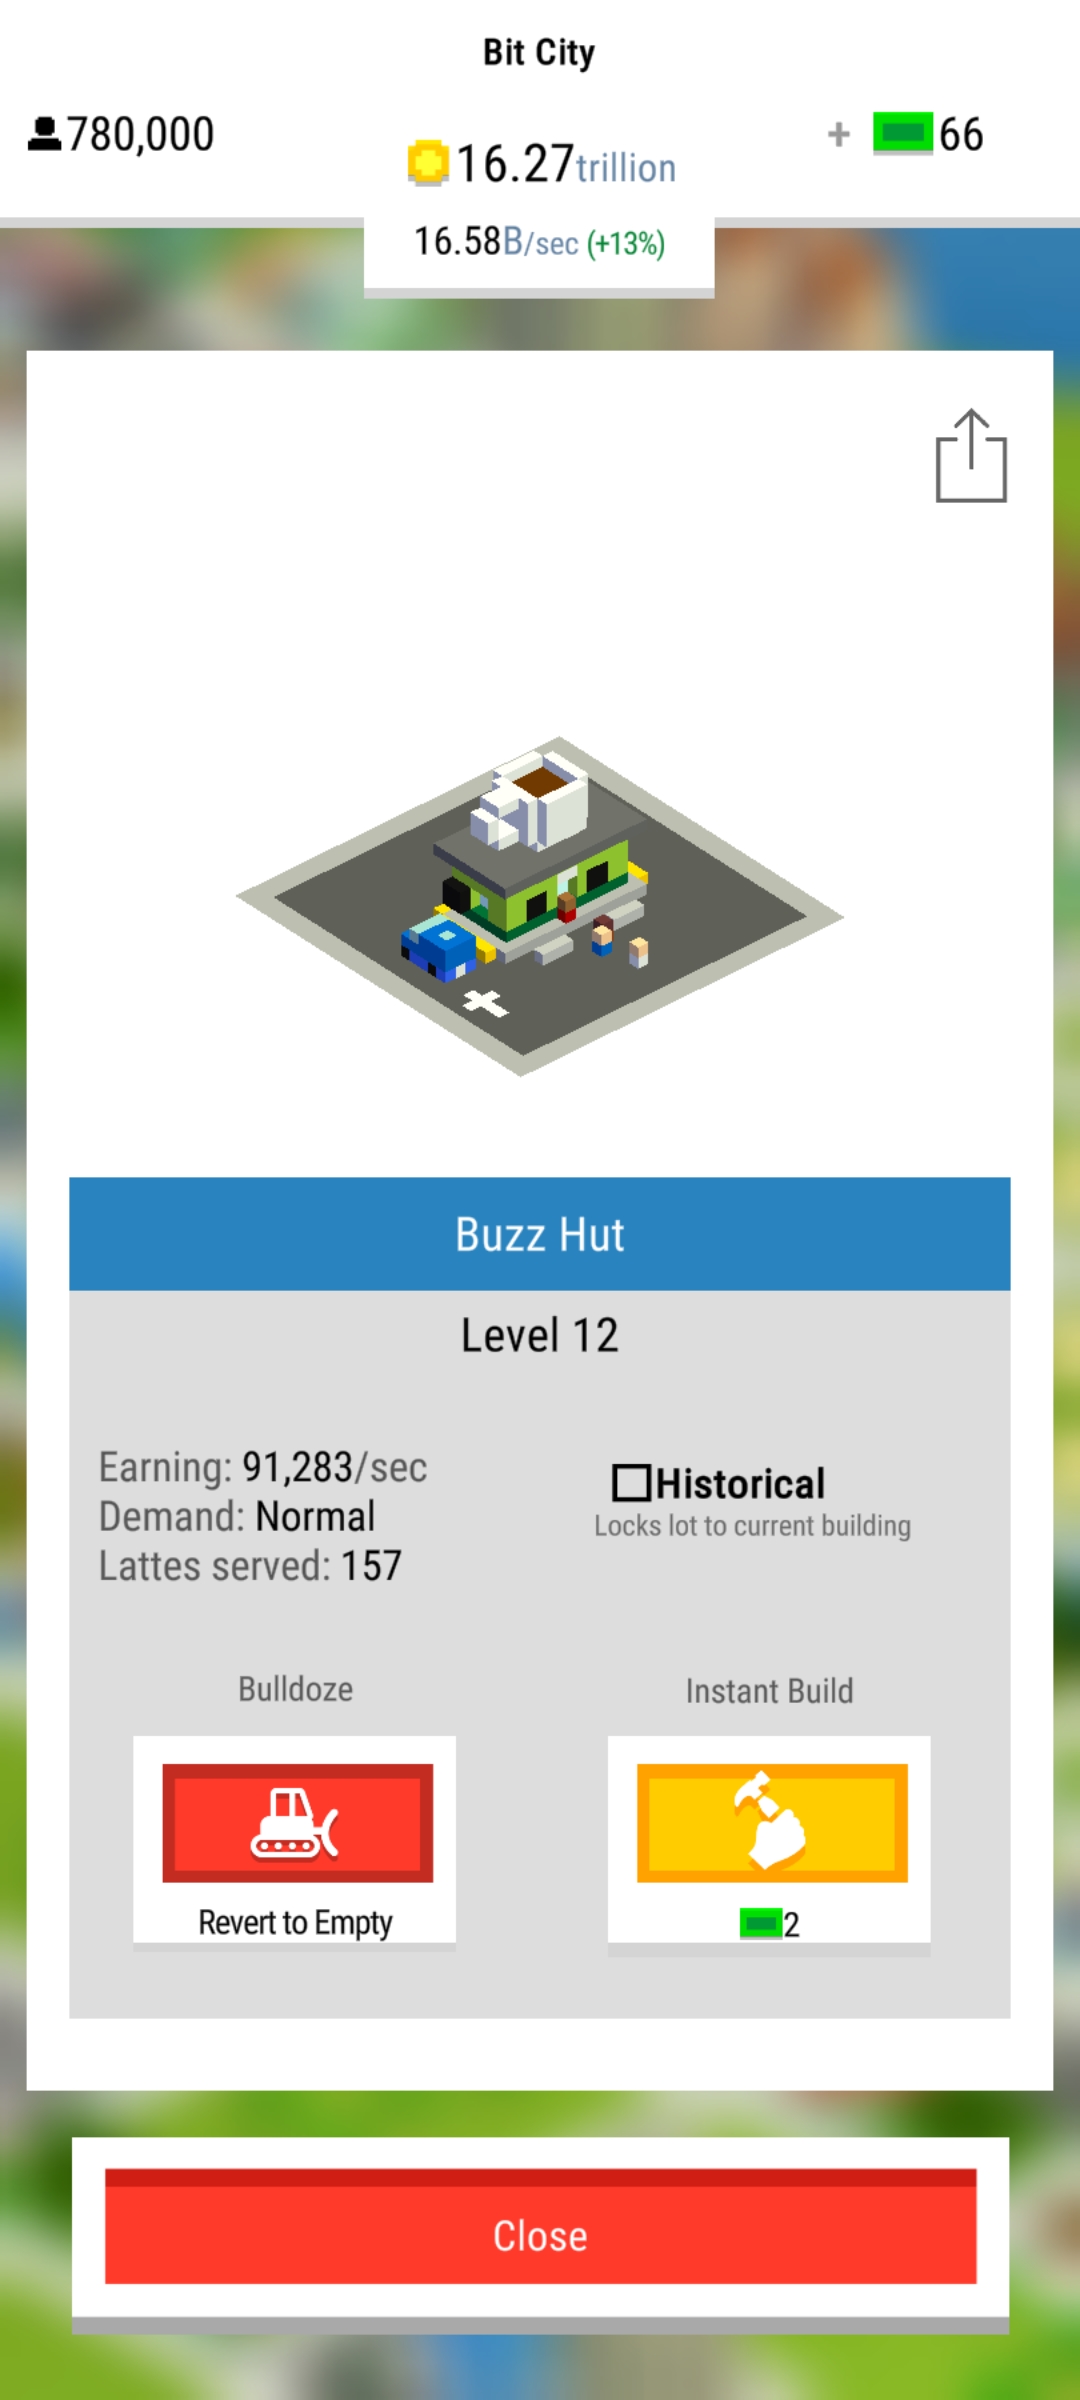 Bit City
780,000
16.27trillion
+ 66
16.58B/sec (+13%)
Buzz Hut
Level 12
Earning: 91,283/sec
Demand: Normal
Lattes served: 157
Historical
Locks lot to current building
Bulldoze
Revert to Empty
Instant Build
2
Close